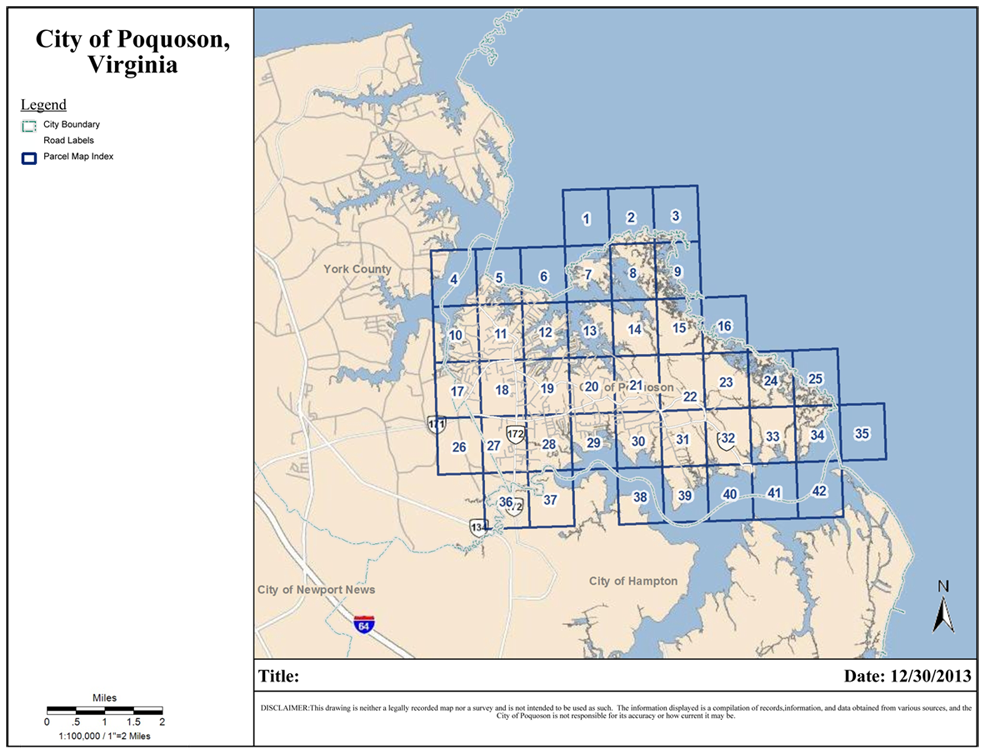 City of Poquoson,
Virginia
Legend
City Boundary
Road Labels
Parcel Map Index
1
2
3
York County
4
5
6
7
8
9
10
11
12
13
14
15
16
17
18
19
20
of Poquoson
21
22
23
24
25
171
26
27
172
28
29
30
31
32
33
34
35
36
37
38
39
40
41
42
134
City of Newport News
City of Hampton
64
N
Miles
0 .5 1 1.5 2
1:100,000 / 1"=2 Miles
Title:
Date: 12/30/2013
DISCLAIMER:This drawing is neither a legally recorded map nor a survey and is not intended to be used as such. The information displayed is a compilation of records,information, and data obtained from various sources, and the
City of Poquoson is not responsible for its accuracy or how current it may be.